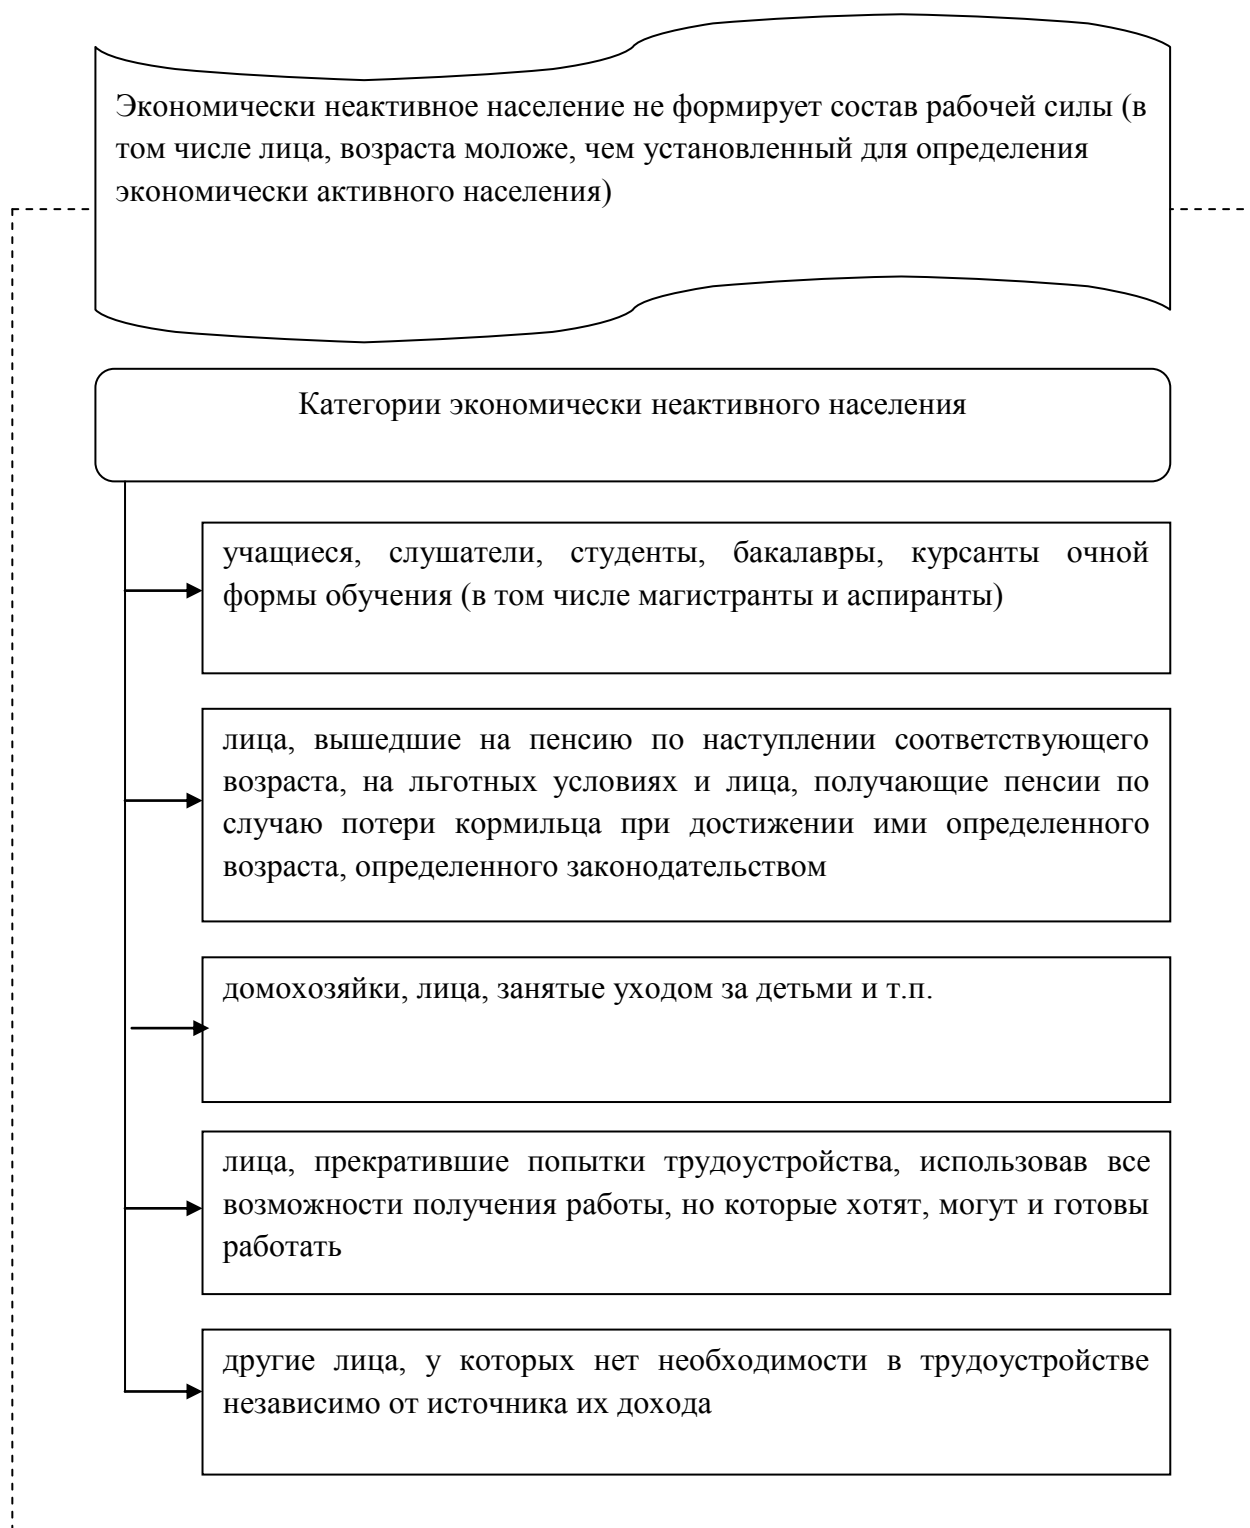 Экономически неактивное население не формирует состав рабочей силы (в
том числе лица, возраста моложе, чем установленный для определения
экономически активного населения)
Категории экономически неактивного населения
учащиеся, слушатели, студенты, бакалавры, курсанты очной
формы обучения (в том числе магистранты и аспиранты)
лица, вышедшие на пенсию по наступлении соответствующего
возраста, на льготных условиях и лица, получающие пенсии по
случаю потери кормильца при достижении ими определенного
возраста, определенного законодательством
домохозяйки, лица, занятые уходом за детьми и т.п.
лица, прекратившие попытки трудоустройства, использовав все
возможности получения работы, но которые хотят, могут и готовы
работать
другие лица, у которых нет необходимости в трудоустройстве
независимо от источника их дохода